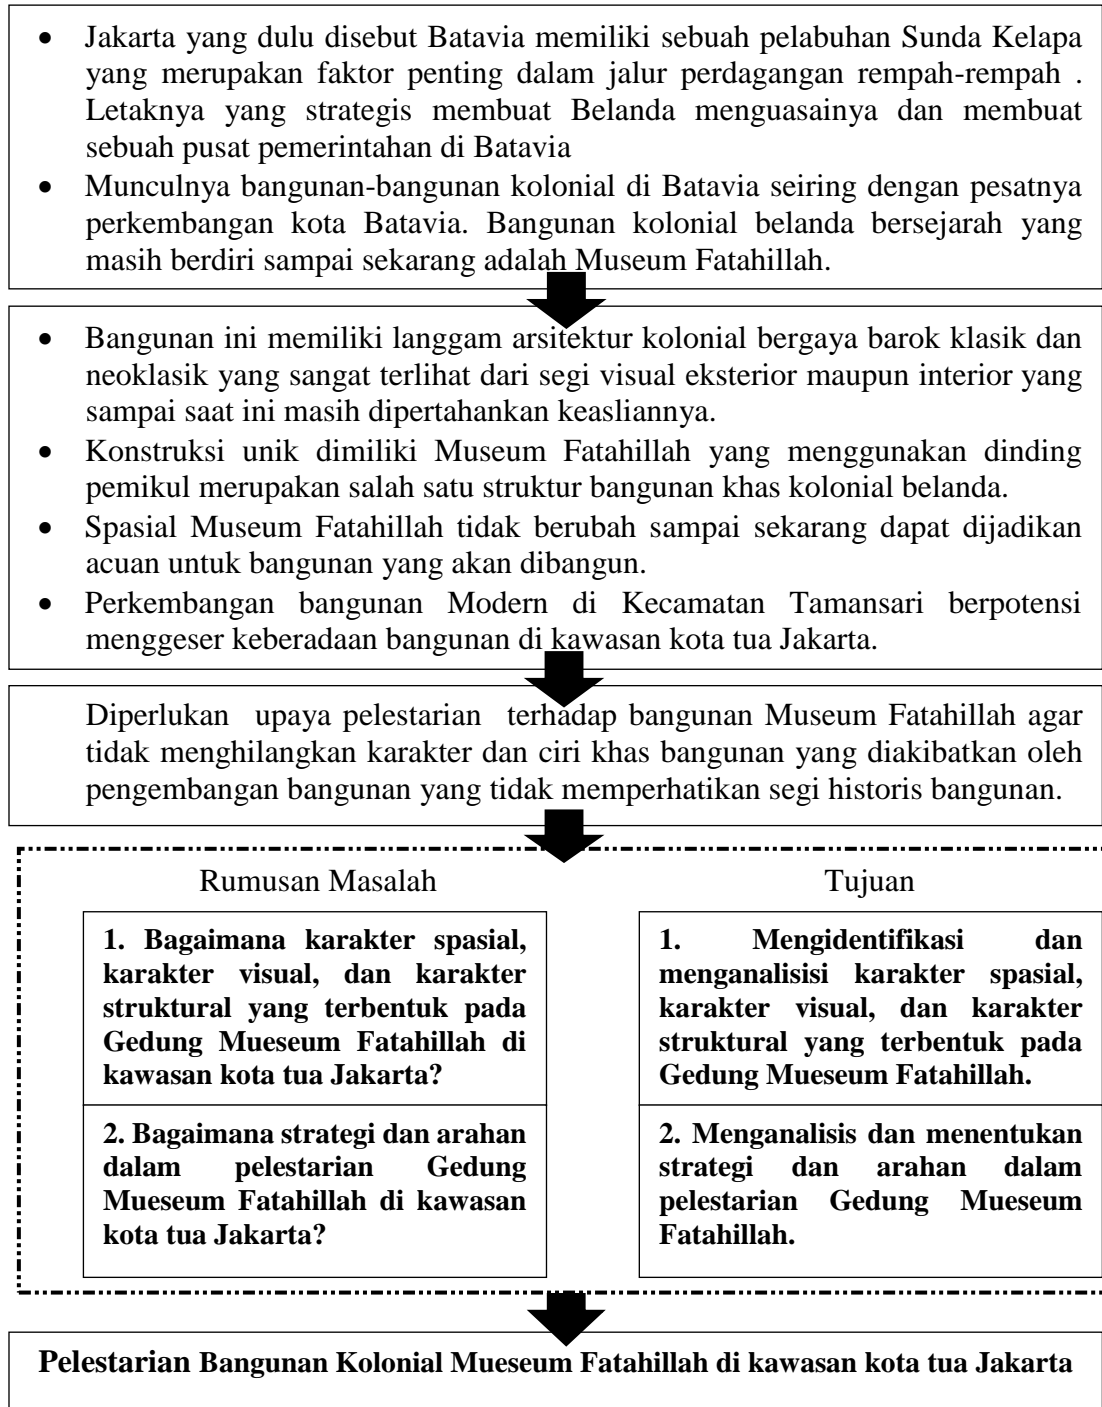 • Jakarta yang dulu disebut Batavia memiliki sebuah pelabuhan Sunda Kelapa
yang merupakan faktor penting dalam jalur perdagangan rempah-rempah .
Letaknya yang strategis membuat Belanda menguasainya dan membuat
sebuah pusat pemerintahan di Batavia
• Munculnya bangunan-bangunan kolonial di Batavia seiring dengan pesatnya
perkembangan kota Batavia. Bangunan kolonial belanda bersejarah yang
masih berdiri sampai sekarang adalah Museum Fatahillah.
• Bangunan ini memiliki langgam arsitektur kolonial bergaya barok klasik dan
neoklasik yang sangat terlihat dari segi visual eksterior maupun interior yang
sampai saat ini masih dipertahankan keasliannya.
• Konstruksi unik dimiliki Museum Fatahillah yang menggunakan dinding
pemikul merupakan salah satu struktur bangunan khas kolonial belanda.
• Spasial Museum Fatahillah tidak berubah sampai sekarang dapat dijadikan
acuan untuk bangunan yang akan dibangun.
• Perkembangan bangunan Modern di Kecamatan Tamansari berpotensi
menggeser keberadaan bangunan di kawasan kota tua Jakarta.
Diperlukan upaya pelestarian terhadap bangunan Museum Fatahillah agar
tidak menghilangkan karakter dan ciri khas bangunan yang diakibatkan oleh
pengembangan bangunan yang tidak memperhatikan segi historis bangunan.
Rumusan Masalah
1. Bagaimana karakter spasial,
karakter visual, dan karakter
struktural yang terbentuk pada
Gedung Mueseum Fatahillah di
kawasan kota tua Jakarta?
2. Bagaimana strategi dan arahan
dalam pelestarian Gedung
Mueseum Fatahillah di kawasan
kota tua Jakarta?
Tujuan
1. Mengidentifikasi dan
menganalisisi karakter spasial,
karakter visual, dan karakter
struktural yang terbentuk pada
Gedung Mueseum Fatahillah.
2. Menganalisis dan menentukan
strategi dan arahan dalam
pelestarian Gedung Mueseum
Fatahillah.
Pelestarian Bangunan Kolonial Mueseum Fatahillah di kawasan kota tua Jakarta